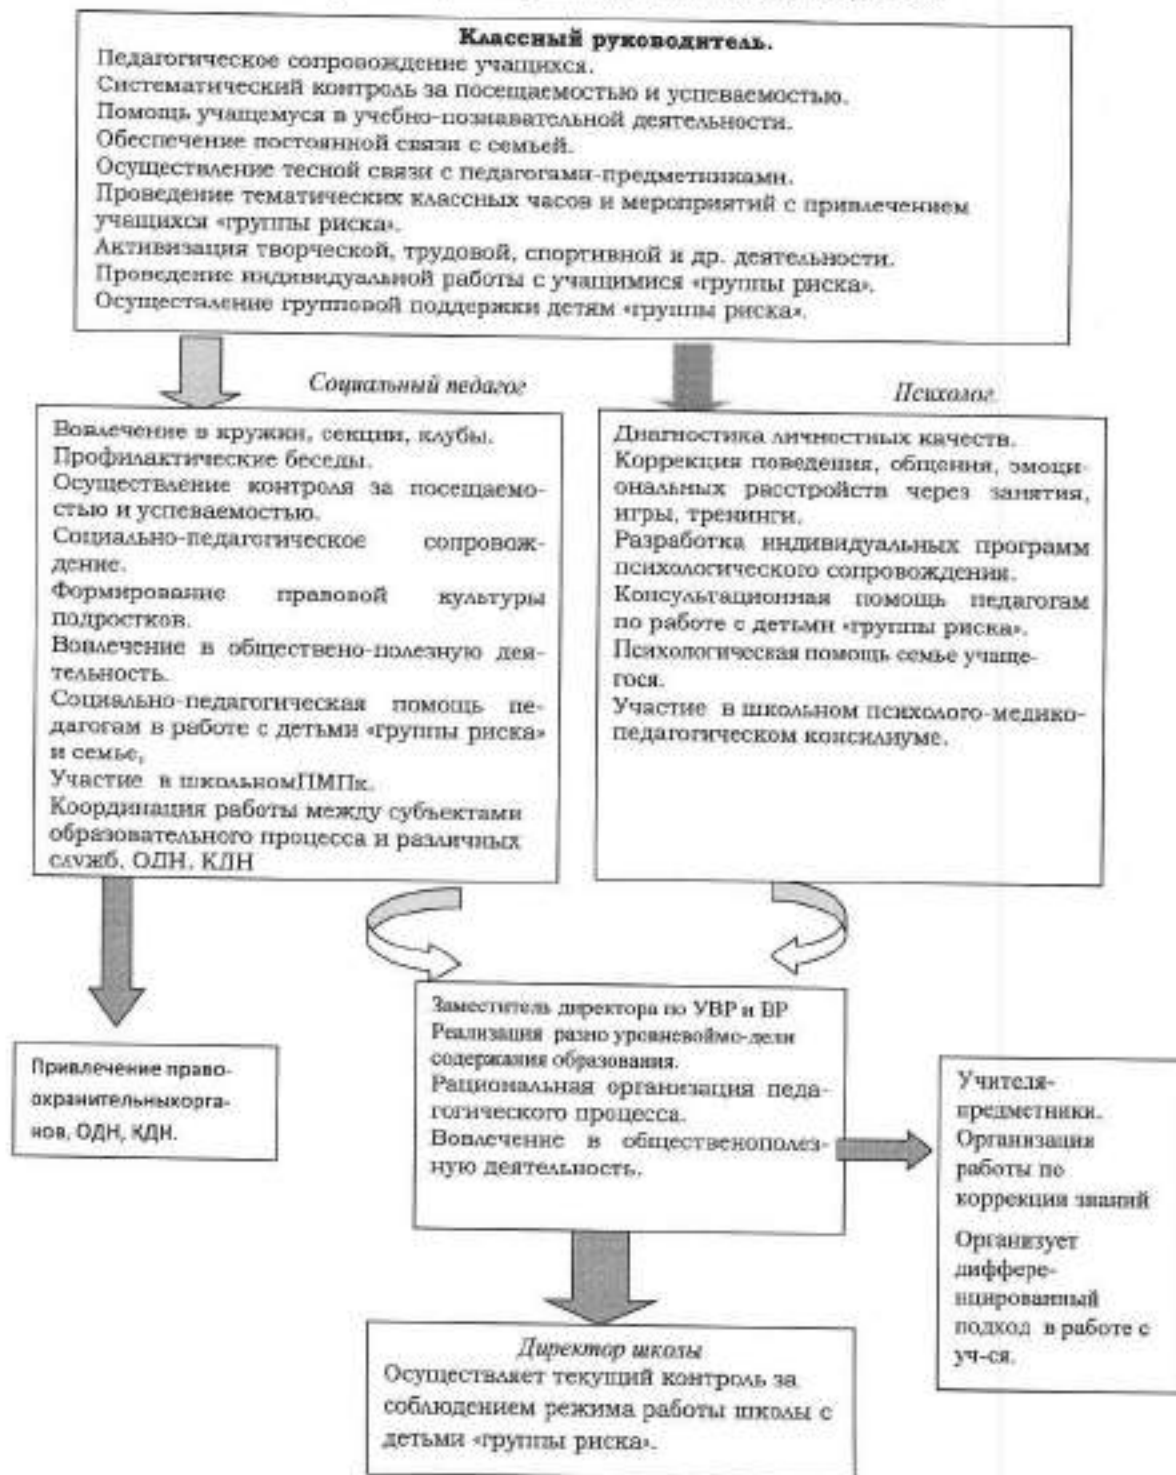 Классный руководитель.
Педагогическое сопровождение учащихся.
Систематический контроль за посещаемостью и успеваемостью.
Помощь учащемуся в учебно-познавательной деятельности.
Обеспечение постоянной связи с семьей.
Осуществление тесной связи с педагогами-предметниками.
Проведение тематических классных часов и мероприятий с привлечением
учащихся «группы риска».
Активизация творческой, трудовой, спортивной и др. деятельности.
Проведение индивидуальной работы с учащимися «группы риска».
Осуществление групповой поддержки детям «группы риска».
Социальный педагог
Вовлечение в кружки, секции, клубы.
Профилактические беседы.
Осуществление контроля за посещаемо-
стью и успеваемостью.
Социально-педагогическое сопровож-
дение.
Формирование правовой культуры
подростков.
Вовлечение в общественно-полезную дея-
тельность.
Социально-педагогическая помощь пе-
дагогам в работе с детьми «группы риска»
и семье,
Участие в школьномПМПк.
Координация работы между субъектами
образовательного процесса и различных
служб, ОДН, КДН
Психолог
Диагностика личностных качеств.
Коррекция поведения, общения, эмоци-
ональных расстройств через занятия,
игры, тренинги.
Разработка индивидуальных программ
психологического сопровождения.
Консультационная помощь педагогам
по работе с детьми «группы риска».
Психологическая помощь семье учаще-
гося.
Участие в школьном психолого-медико-
педагогическом консилиуме.
Привлечение право-
охранительныхорга-
нов, ОДН, КДН.
Заместитель директора по УВР и ВР
Реализация разно уровневоймо-дели
содержания образования.
Рациональная организация педа-
гогического процесса.
Вовлечение в общественополез-
ную деятельность.
Учителя-
предметники.
Организация
работы по
коррекции знаний
Организует
диффере-
нцированный
подход в работе с
уч-ся.
Директор школы
Осуществляет текущий контроль за
соблюдением режима работы школы с
детьми «группы риска».